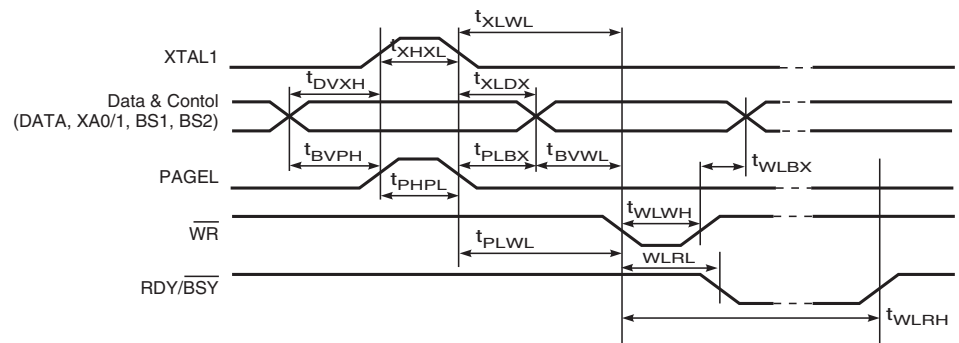 tXLWL
XTAL1
tXHXL
tDVXH
tXLDX
Data & Contol
(DATA, XA0/1, BS1, BS2)
tBVPH
tPLBX
tBVWL
tWLBX
PAGEL
tPHPL
tWLWH
WR
tPLWL
WLRL
RDY/BSY
tWLRH